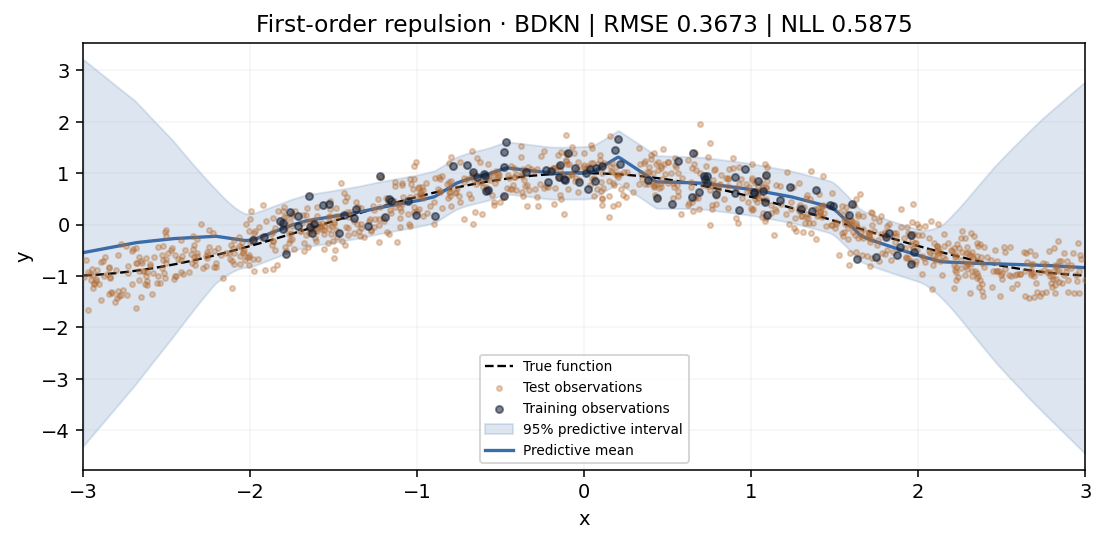 First-order repulsion · BDKN | RMSE 0.3673 | NLL 0.5875
3
2
1
0
−1
−2
−3
−4
y
True function
Test observations
Training observations
95% predictive interval
Predictive mean
−3 −2 −1 0 1 2 3
x